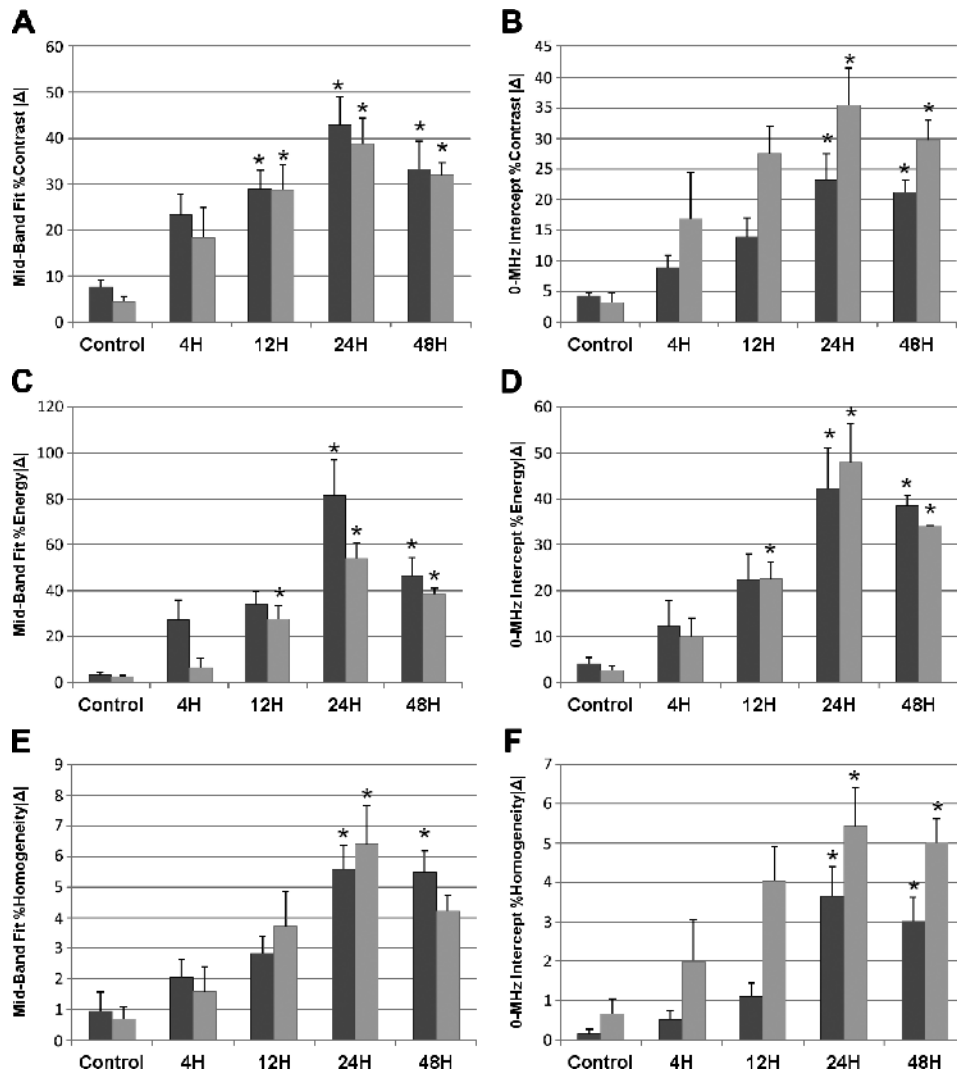 A
Mid-Band Fit %Contrast |Δ|
60
50
40
30
20
10
0
* * * * * *
Control 4H 12H 24H 48H
B
0-MHz Intercept %Contrast |Δ|
45
40
35
30
25
20
15
10
5
0
* * * *
Control 4H 12H 24H 48H
C
Mid-Band Fit %Energy|Δ|
120
100
80
60
40
20
0
* * * * *
Control 4H 12H 24H 48H
D
0-MHz Intercept %Energy|Δ|
60
50
40
30
20
10
0
* * * * *
Control 4H 12H 24H 48H
E
Mid-Band Fit %Homogeneity|Δ|
9
8
7
6
5
4
3
2
1
0
* * *
Control 4H 12H 24H 48H
F
0-MHz Intercept %Homogeneity|Δ|
7
6
5
4
3
2
1
0
* * * *
Control 4H 12H 24H 48H